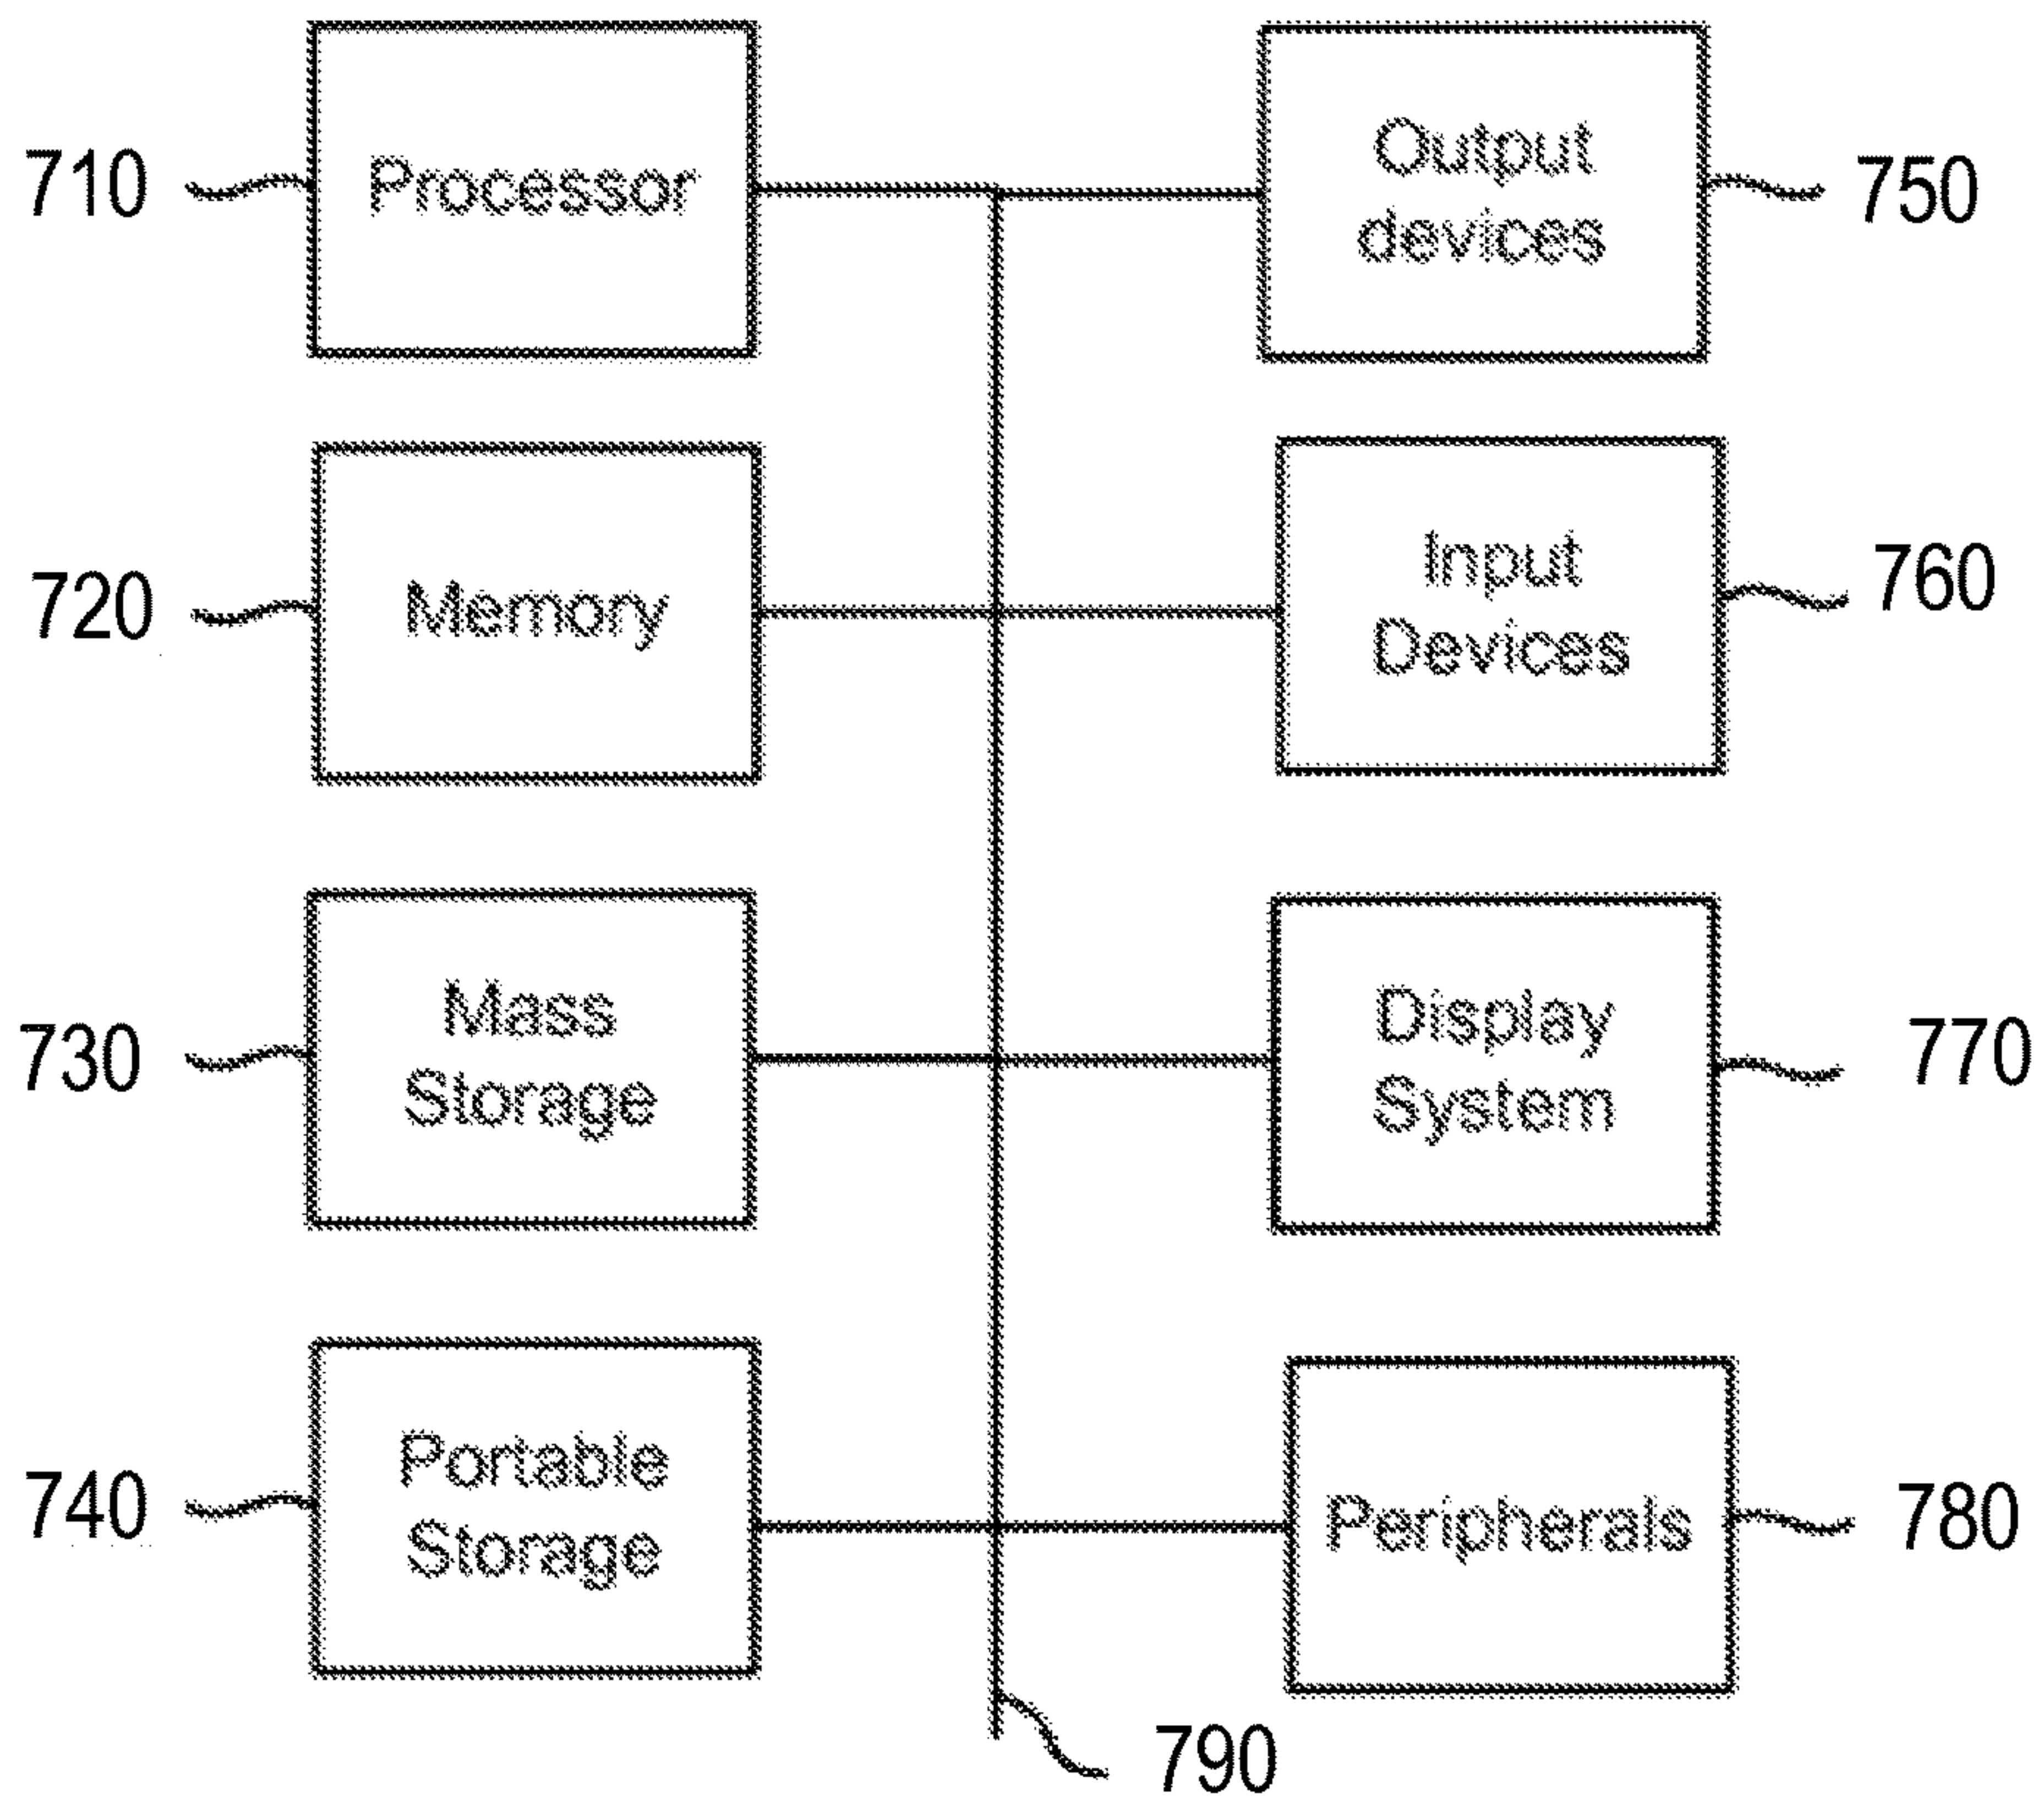 710
Processor
Output
devices
750
720
Memory
Input
Devices
760
730
Mass
Storage
Display
System
770
740
Portable
Storage
Peripherals
780
790